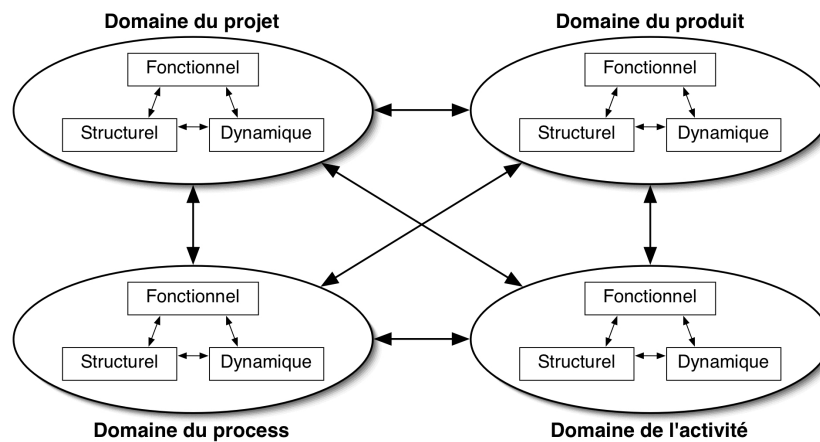 Domaine du projet
Domaine du produit
Fonctionnel
Fonctionnel
Structurel
Dynamique
Structurel
Dynamique
Fonctionnel
Fonctionnel
Structurel
Dynamique
Structurel
Dynamique
Domaine du process
Domaine de l'activité